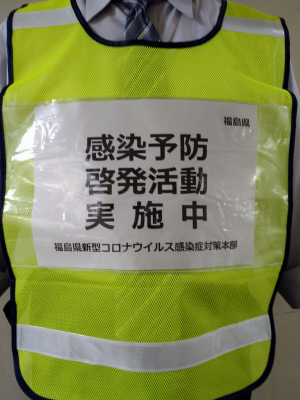 福島県
感染予防
啓発活動
実施中
福島県新型コロナウイルス感染症対策本部